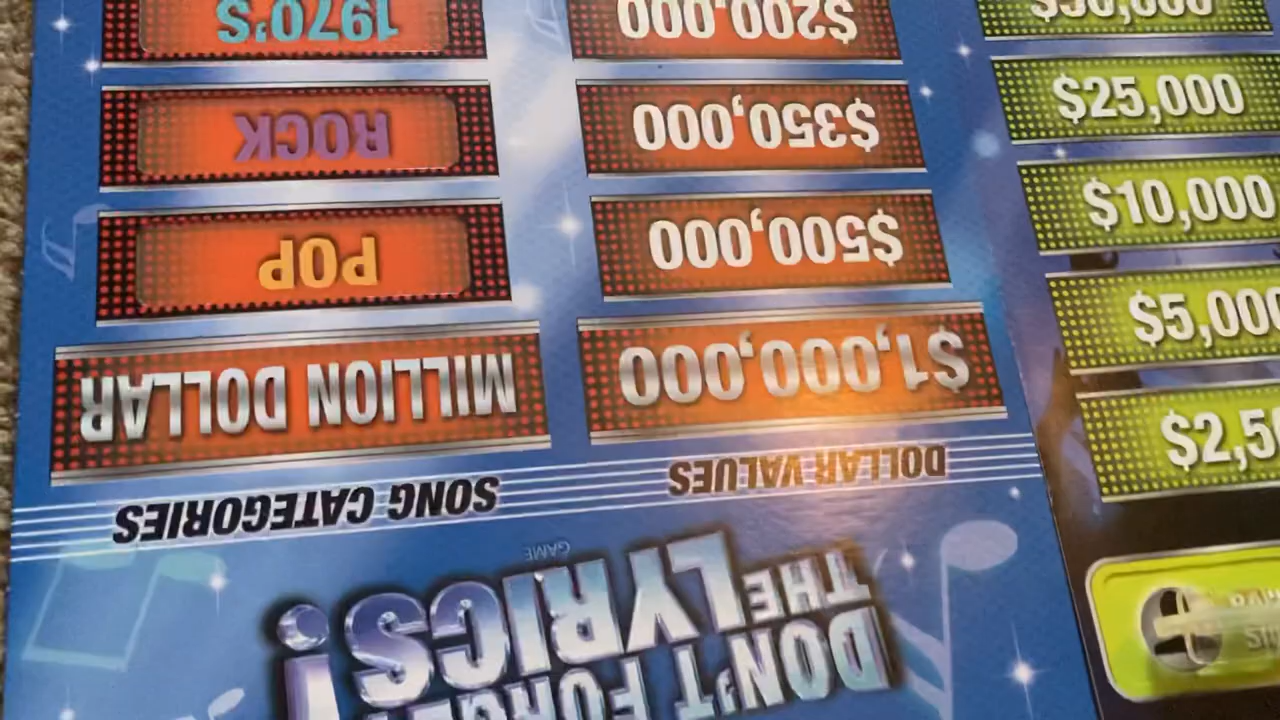 DON'T FORGET
THE LYRICS!
GAME
DOLLAR VALUES SONG CATEGORIES
$1,000,000 MILLION DOLLAR
$500,000 POP
$350,000 ROCK
$200,000 1970'S
$25,000
$10,000
$5,000